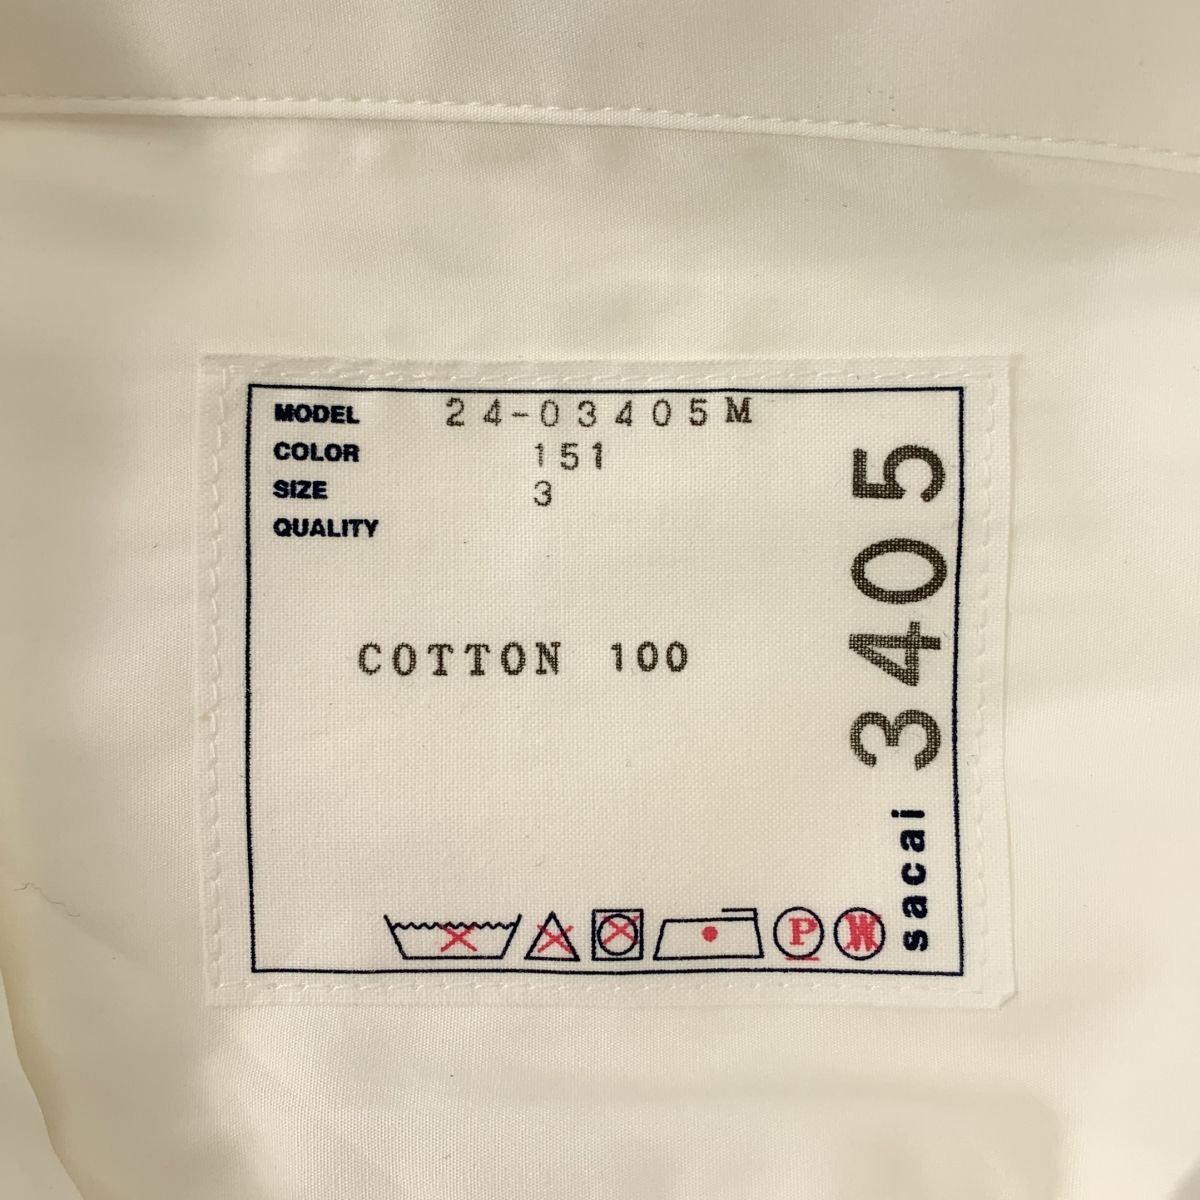 MODEL 24-03405M
COLOR 151
SIZE 3
QUALITY
COTTON 100
sacai 3405
P W